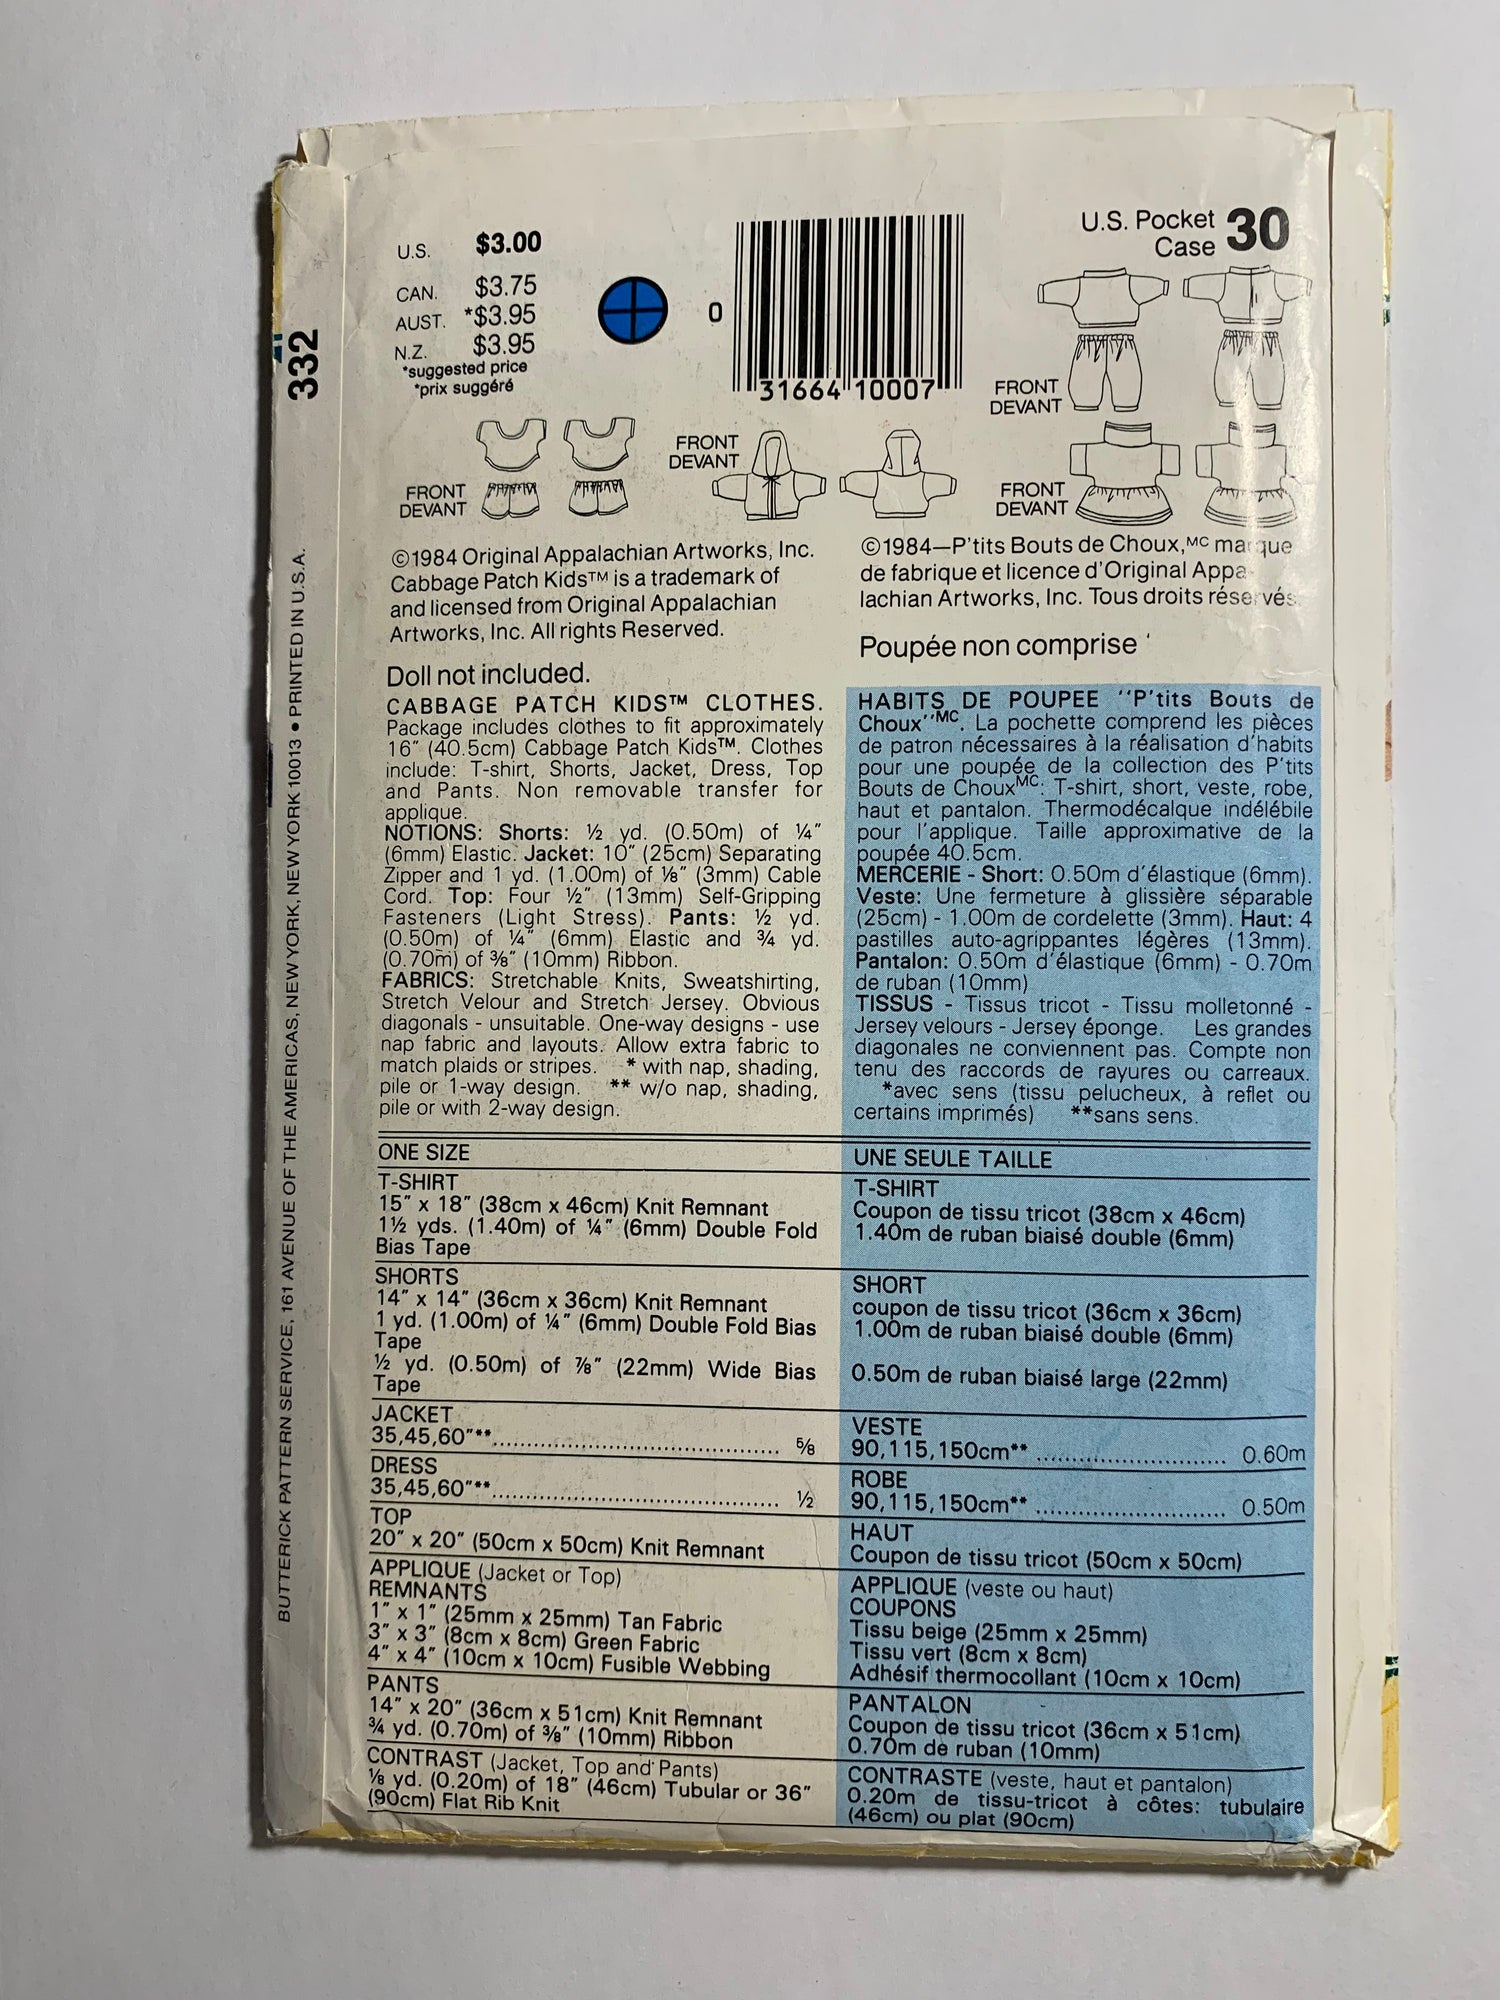 332
BUTTERICK PATTERN SERVICE, 161 AVENUE OF THE AMERICAS, NEW YORK, NEW YORK 10013 • PRINTED IN U.S.A.
U.S. $3.00
CAN. $3.75
AUST. *$3.95
N.Z. $3.95
*suggested price
*prix suggéré
0
31664 10007
U.S. Pocket
Case 30
FRONT
DEVANT
FRONT
DEVANT
FRONT
DEVANT
FRONT
DEVANT
©1984 Original Appalachian Artworks, Inc.
Cabbage Patch Kids™ is a trademark of
and licensed from Original Appalachian
Artworks, Inc. All rights Reserved.
Doll not included.
CABBAGE PATCH KIDS™ CLOTHES.
Package includes clothes to fit approximately
16" (40.5cm) Cabbage Patch Kids™. Clothes
include: T-shirt, Shorts, Jacket, Dress, Top
and Pants. Non removable transfer for
applique.
NOTIONS: Shorts: ½ yd. (0.50m) of ¼"
(6mm) Elastic. Jacket: 10" (25cm) Separating
Zipper and 1 yd. (1.00m) of ⅛" (3mm) Cable
Cord. Top: Four ½" (13mm) Self-Gripping
Fasteners (Light Stress). Pants: ½ yd.
(0.50m) of ¼" (6mm) Elastic and ¾ yd.
(0.70m) of ⅜" (10mm) Ribbon.
FABRICS: Stretchable Knits, Sweatshirting,
Stretch Velour and Stretch Jersey. Obvious
diagonals - unsuitable. One-way designs - use
nap fabric and layouts. Allow extra fabric to
match plaids or stripes. * with nap, shading,
pile or 1-way design. ** w/o nap, shading,
pile or with 2-way design.
©1984—P'tits Bouts de Choux,MC marque
de fabrique et licence d'Original Appa-
lachian Artworks, Inc. Tous droits réservés.
Poupée non comprise
HABITS DE POUPEE "P'tits Bouts de
Choux"MC. La pochette comprend les pièces
de patron nécessaires à la réalisation d'habits
pour une poupée de la collection des P'tits
Bouts de ChouxMC: T-shirt, short, veste, robe,
haut et pantalon. Thermodécalque indélébile
pour l'applique. Taille approximative de la
poupée 40.5cm.
MERCERIE - Short: 0.50m d'élastique (6mm).
Veste: Une fermeture à glissière séparable
(25cm) - 1.00m de cordelette (3mm). Haut: 4
pastilles auto-agrippantes légères (13mm).
Pantalon: 0.50m d'élastique (6mm) - 0.70m
de ruban (10mm)
TISSUS - Tissus tricot - Tissu molletonné -
Jersey velours - Jersey éponge. Les grandes
diagonales ne conviennent pas. Compte non
tenu des raccords de rayures ou carreaux.
*avec sens (tissu pelucheux, à reflet ou
certains imprimés) **sans sens.
ONE SIZE
T-SHIRT
15" x 18" (38cm x 46cm) Knit Remnant
1½ yds. (1.40m) of ¼" (6mm) Double Fold
Bias Tape
SHORTS
14" x 14" (36cm x 36cm) Knit Remnant
1 yd. (1.00m) of ¼" (6mm) Double Fold Bias
Tape
½ yd. (0.50m) of ⅞" (22mm) Wide Bias
Tape
JACKET
35,45,60"** ........ ⅝
DRESS
35,45,60"** ........ ½
TOP
20" x 20" (50cm x 50cm) Knit Remnant
APPLIQUE (Jacket or Top)
REMNANTS
1" x 1" (25mm x 25mm) Tan Fabric
3" x 3" (8cm x 8cm) Green Fabric
4" x 4" (10cm x 10cm) Fusible Webbing
PANTS
14" x 20" (36cm x 51cm) Knit Remnant
¾ yd. (0.70m) of ⅜" (10mm) Ribbon
CONTRAST (Jacket, Top and Pants)
⅛ yd. (0.20m) of 18" (46cm) Tubular or 36"
(90cm) Flat Rib Knit
UNE SEULE TAILLE
T-SHIRT
Coupon de tissu tricot (38cm x 46cm)
1.40m de ruban biaisé double (6mm)
SHORT
coupon de tissu tricot (36cm x 36cm)
1.00m de ruban biaisé double (6mm)
0.50m de ruban biaisé large (22mm)
VESTE
90,115,150cm** ........ 0.60m
ROBE
90,115,150cm** ........ 0.50m
HAUT
Coupon de tissu tricot (50cm x 50cm)
APPLIQUE (veste ou haut)
COUPONS
Tissu beige (25mm x 25mm)
Tissu vert (8cm x 8cm)
Adhésif thermocollant (10cm x 10cm)
PANTALON
Coupon de tissu tricot (36cm x 51cm)
0.70m de ruban (10mm)
CONTRASTE (veste, haut et pantalon)
0.20m de tissu-tricot à côtes: tubulaire
(46cm) ou plat (90cm)